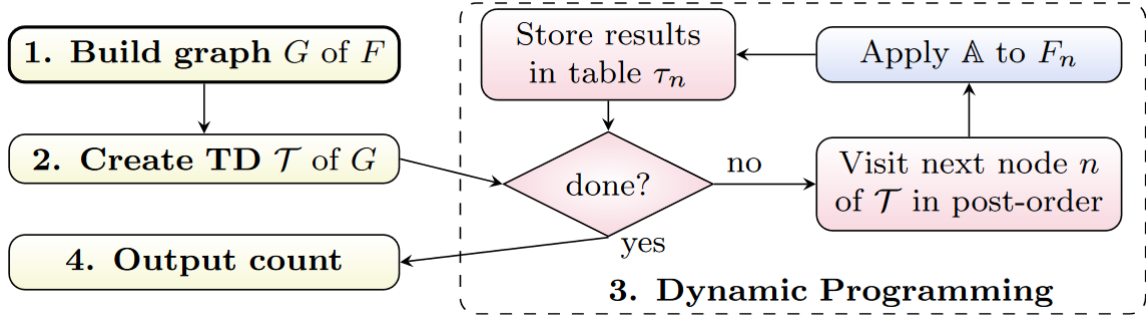 1. Build graph G of F
2. Create TD 𝒯 of G
4. Output count
Store results
in table τₙ
Apply 𝔸 to Fₙ
done?
no
yes
Visit next node n
of 𝒯 in post-order
3. Dynamic Programming